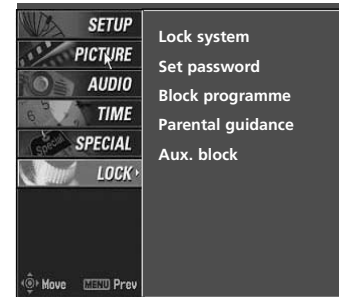 SETUP
PICTURE
AUDIO
TIME
SPECIAL
LOCK
Lock system
Set password
Block programme
Parental guidance
Aux. block
Move MENU Prev